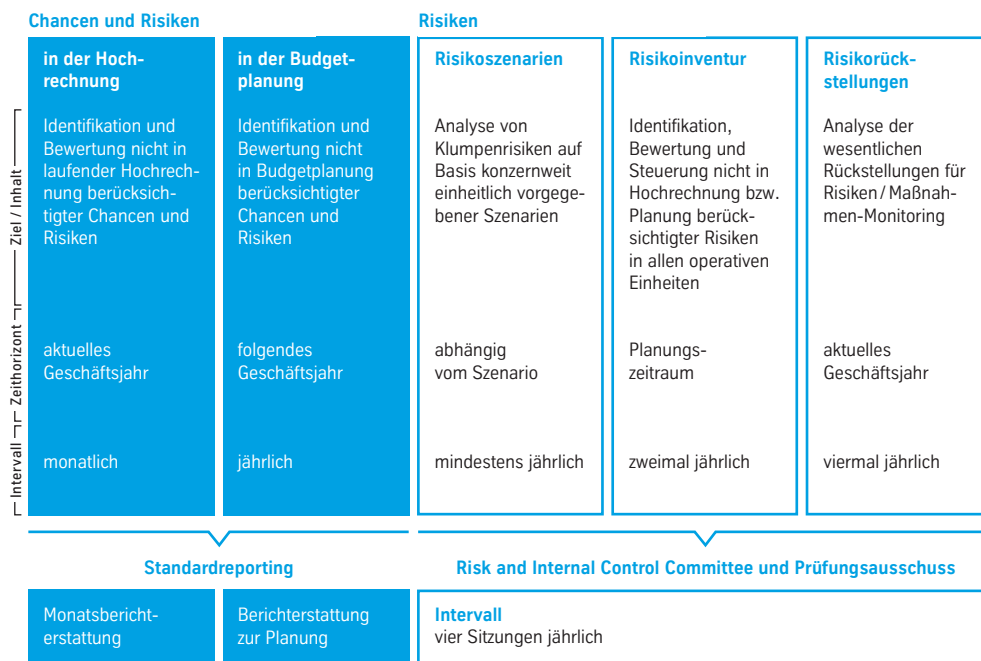 Chancen und Risiken
Risiken
in der Hoch-
rechnung
in der Budget-
planung
Risikoszenarien
Risikoinventur
Risikorück-
stellungen
Ziel / Inhalt
Identifikation und
Bewertung nicht in
laufender Hochrech-
nung berücksich-
tigter Chancen und
Risiken
Identifikation und
Bewertung nicht
in Budgetplanung
berücksichtigter
Chancen und
Risiken
Analyse von
Klumpenrisiken auf
Basis konzernweit
einheitlich vorgege-
bener Szenarien
Identifikation,
Bewertung und
Steuerung nicht in
Hochrechnung bzw.
Planung berück-
sichtigter Risiken
in allen operativen
Einheiten
Analyse der
wesentlichen
Rückstellungen für
Risiken / Maßnah-
men-Monitoring
Zeithorizont
aktuelles
Geschäftsjahr
folgendes
Geschäftsjahr
abhängig
vom Szenario
Planungs-
zeitraum
aktuelles
Geschäftsjahr
Intervall
monatlich
jährlich
mindestens jährlich
zweimal jährlich
viermal jährlich
Standardreporting
Risk and Internal Control Committee und Prüfungsausschuss
Monatsbericht-
erstattung
Berichterstattung
zur Planung
Intervall
vier Sitzungen jährlich